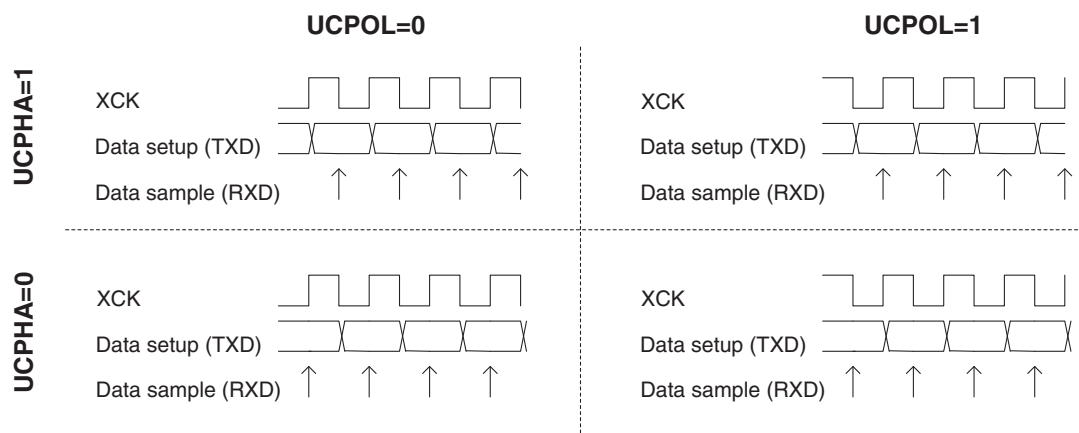 UCPOL=0
UCPOL=1
UCPHA=1
XCK
Data setup (TXD)
Data sample (RXD)
XCK
Data setup (TXD)
Data sample (RXD)
UCPHA=0
XCK
Data setup (TXD)
Data sample (RXD)
XCK
Data setup (TXD)
Data sample (RXD)